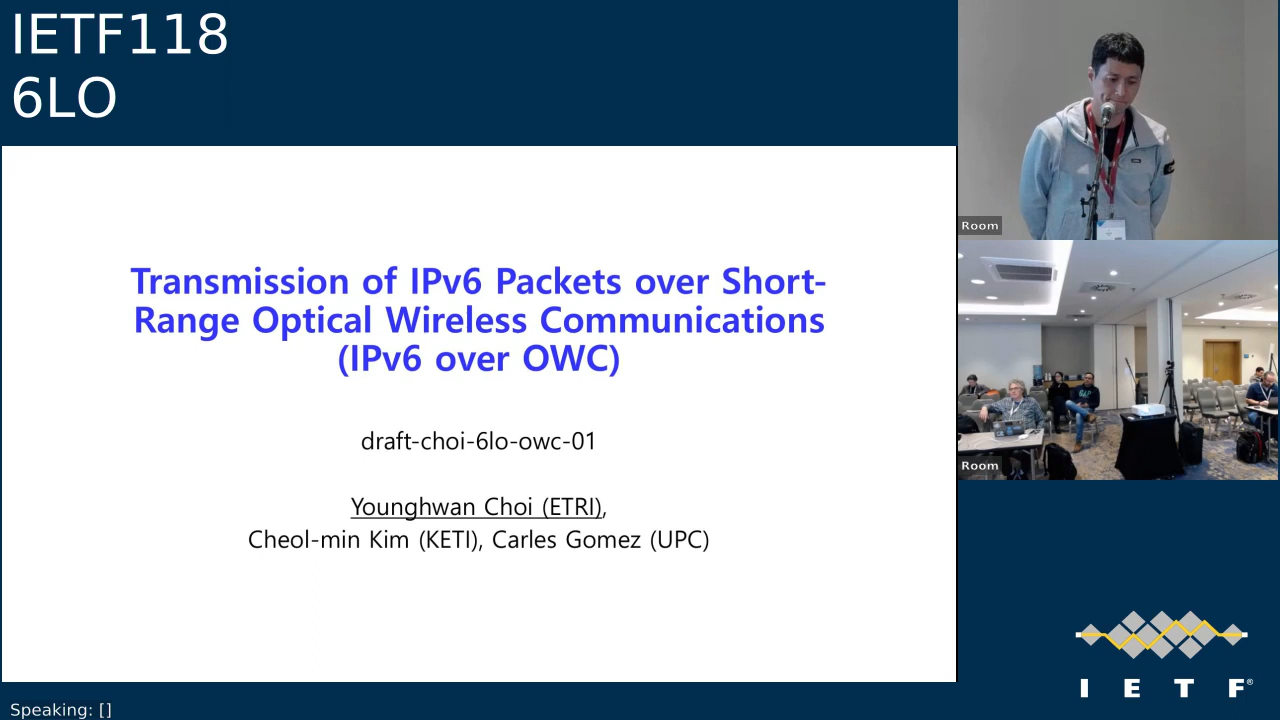 IETF118
6LO
Transmission of IPv6 Packets over Short-
Range Optical Wireless Communications
(IPv6 over OWC)
draft-choi-6lo-owc-01
Younghwan Choi (ETRI),
Cheol-min Kim (KETI), Carles Gomez (UPC)
Room
Room
GAP
I E T F®
Speaking: []